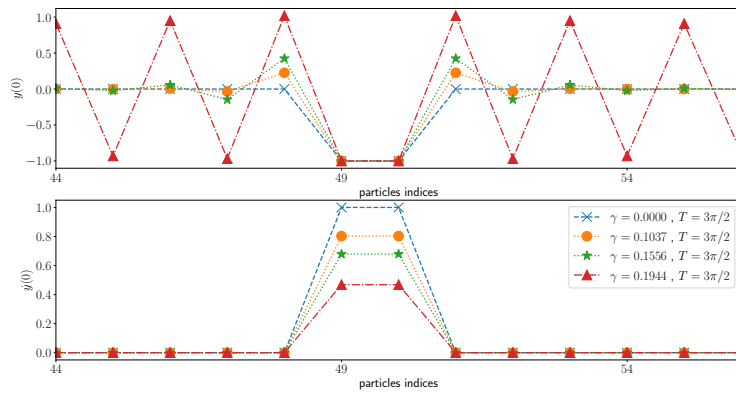 1.0
0.5
0.0
−0.5
−1.0
y(0)
44
49
54
particles indices
1.0
0.8
0.6
0.4
0.2
0.0
ẏ(0)
γ = 0.0000 , T = 3π/2
γ = 0.1037 , T = 3π/2
γ = 0.1556 , T = 3π/2
γ = 0.1944 , T = 3π/2
44
49
54
particles indices